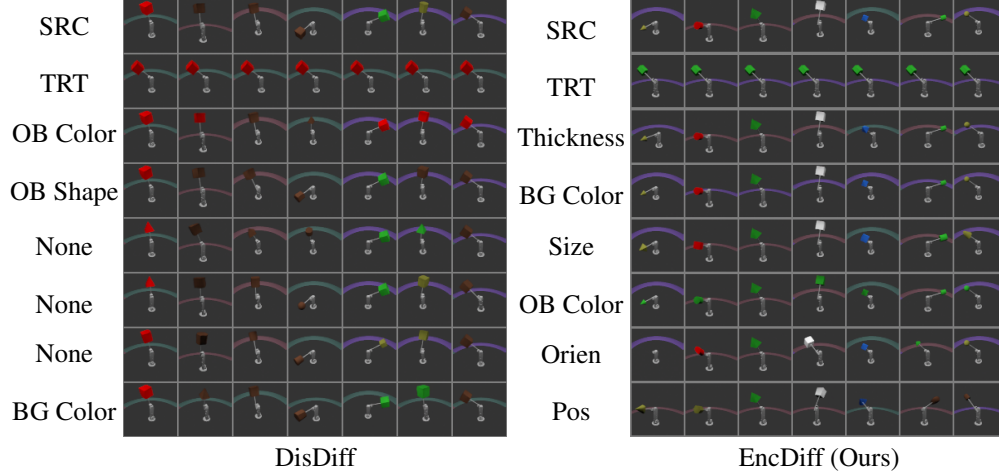 SRC
TRT
OB Color
OB Shape
None
None
None
BG Color
DisDiff
SRC
TRT
Thickness
BG Color
Size
OB Color
Orien
Pos
EncDiff (Ours)